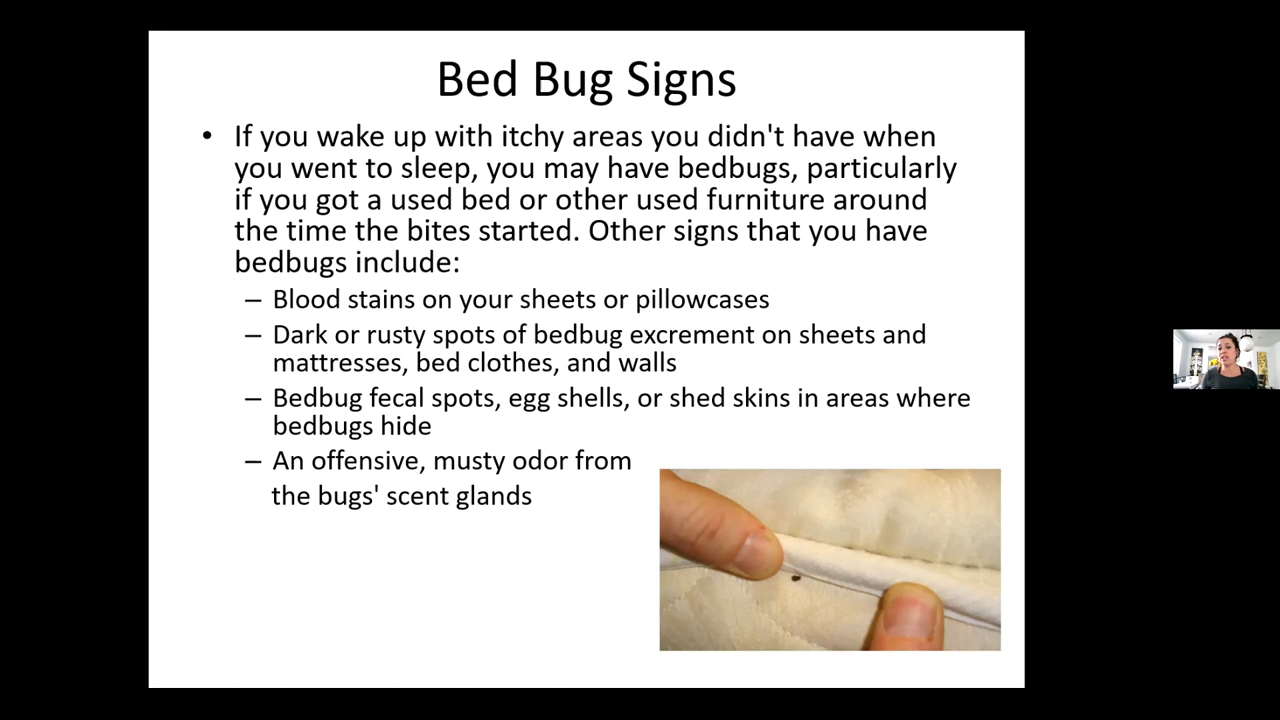 Bed Bug Signs
• If you wake up with itchy areas you didn't have when
you went to sleep, you may have bedbugs, particularly
if you got a used bed or other used furniture around
the time the bites started. Other signs that you have
bedbugs include:
– Blood stains on your sheets or pillowcases
– Dark or rusty spots of bedbug excrement on sheets and
mattresses, bed clothes, and walls
– Bedbug fecal spots, egg shells, or shed skins in areas where
bedbugs hide
– An offensive, musty odor from
the bugs' scent glands